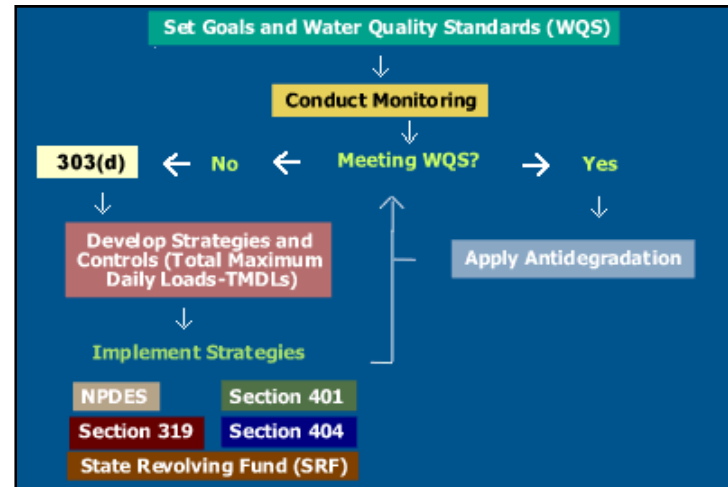 Set Goals and Water Quality Standards (WQS)
Conduct Monitoring
303(d)
No
Meeting WQS?
Yes
Develop Strategies and
Controls (Total Maximum
Daily Loads-TMDLs)
Apply Antidegradation
Implement Strategies
NPDES
Section 401
Section 319
Section 404
State Revolving Fund (SRF)